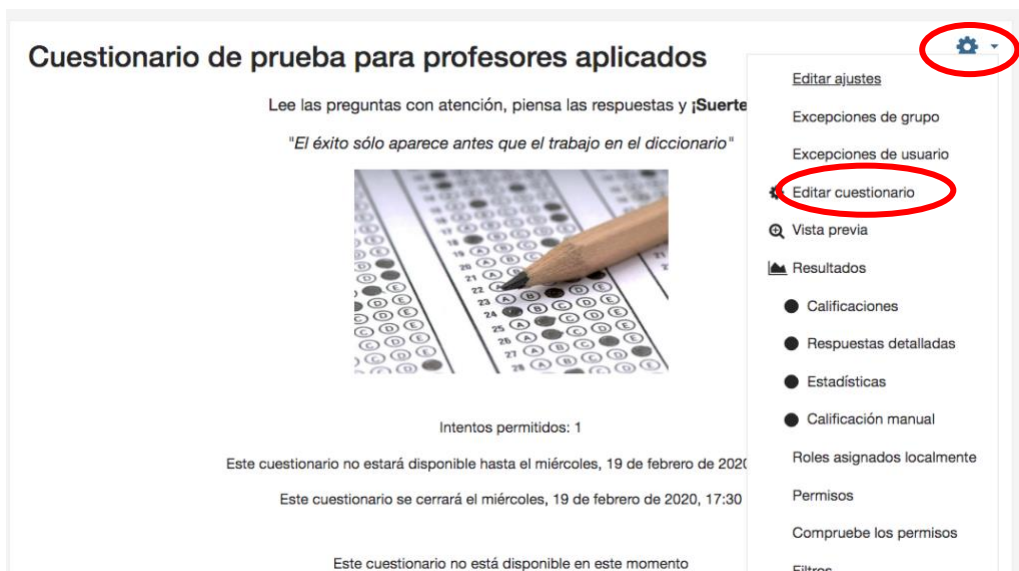 Cuestionario de prueba para profesores aplicados
Lee las preguntas con atención, piensa las respuestas y ¡Suerte
"El éxito sólo aparece antes que el trabajo en el diccionario"
Intentos permitidos: 1
Este cuestionario no estará disponible hasta el miércoles, 19 de febrero de 2020
Este cuestionario se cerrará el miércoles, 19 de febrero de 2020, 17:30
Este cuestionario no está disponible en este momento
Editar ajustes
Excepciones de grupo
Excepciones de usuario
Editar cuestionario
Vista previa
Resultados
Calificaciones
Respuestas detalladas
Estadísticas
Calificación manual
Roles asignados localmente
Permisos
Compruebe los permisos
Filtros